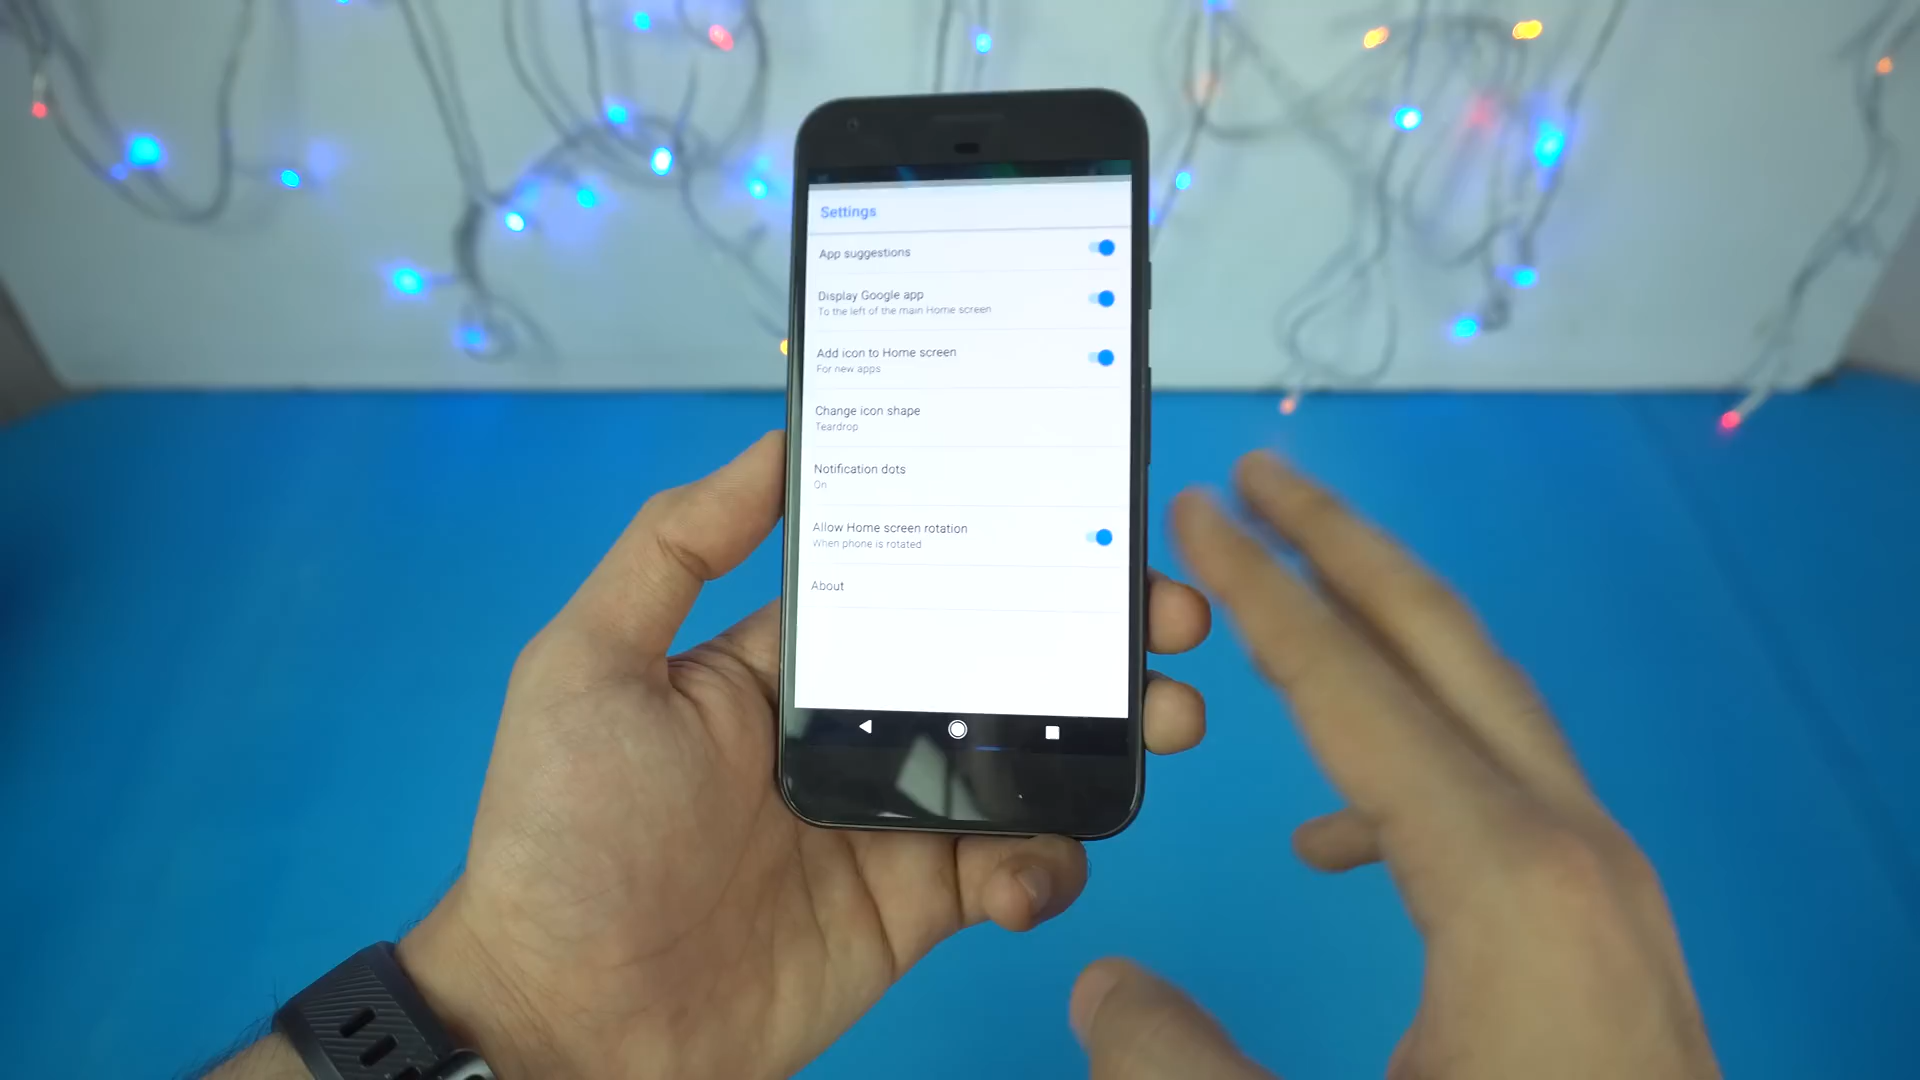 Settings
App suggestions
Display Google app
To the left of the main Home screen
Add icon to Home screen
For new apps
Change icon shape
Teardrop
Notification dots
On
Allow Home screen rotation
When phone is rotated
About